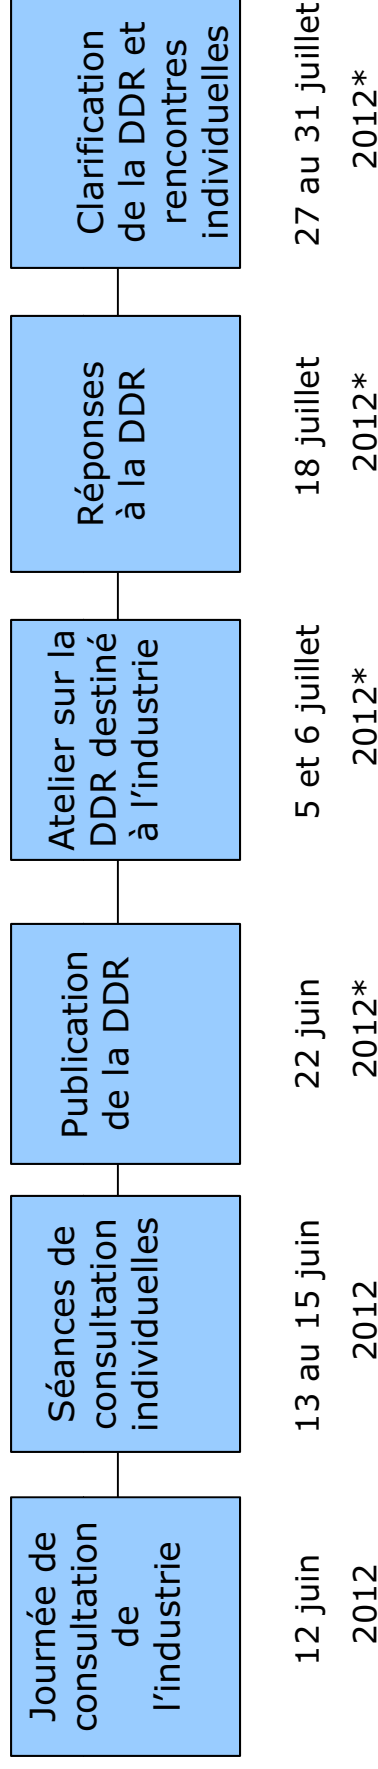 Journée de
consultation
de
l’industrie
12 juin
2012
Séances de
consultation
individuelles
13 au 15 juin
2012
Publication
de la DDR
22 juin
2012*
Atelier sur la
DDR destiné
à l’industrie
5 et 6 juillet
2012*
Réponses
à la DDR
18 juillet
2012*
Clarification
de la DDR et
rencontres
individuelles
27 au 31 juillet
2012*